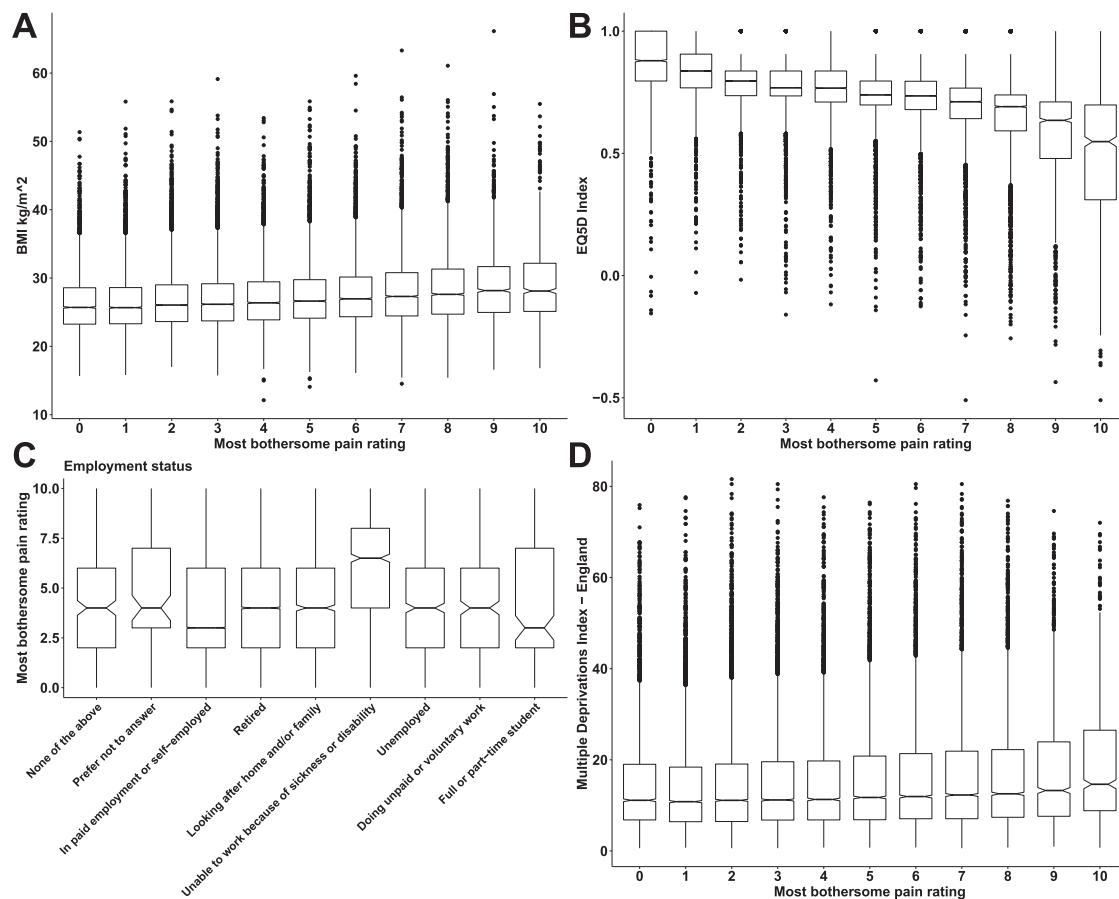 A
BMI kg/m^2
60
50
40
30
20
10
0 1 2 3 4 5 6 7 8 9 10
Most bothersome pain rating
B
EQ5D Index
1.0
0.5
0.0
−0.5
0 1 2 3 4 5 6 7 8 9 10
Most bothersome pain rating
C
Employment status
Most bothersome pain rating
10.0
7.5
5.0
2.5
0.0
None of the above
Prefer not to answer
In paid employment or self−employed
Retired
Looking after home and/or family
Unable to work because of sickness or disability
Unemployed
Doing unpaid or voluntary work
Full or part−time student
D
Multiple Deprivations Index − England
80
60
40
20
0
0 1 2 3 4 5 6 7 8 9 10
Most bothersome pain rating